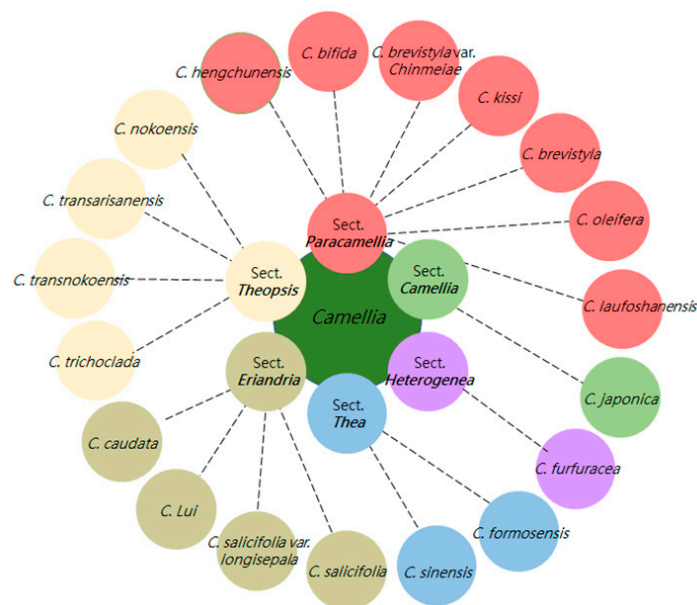 C. bifida
C. brevistyla var.
Chinmeiae
C. hengchunensis
C. kissi
C. nokoensis
C. brevistyla
C. transarisanensis
C. oleifera
Sect.
Paracamellia
Sect.
Theopsis
Sect.
Camellia
C. transnokoensis
C. laufoshanensis
Camellia
C. trichoclada
Sect.
Eriandria
Sect.
Heterogenea
C. japonica
Sect.
Thea
C. caudata
C. furfuracea
C. Lui
C. formosensis
C. salicifolia var.
longisepala
C. salicifolia
C. sinensis